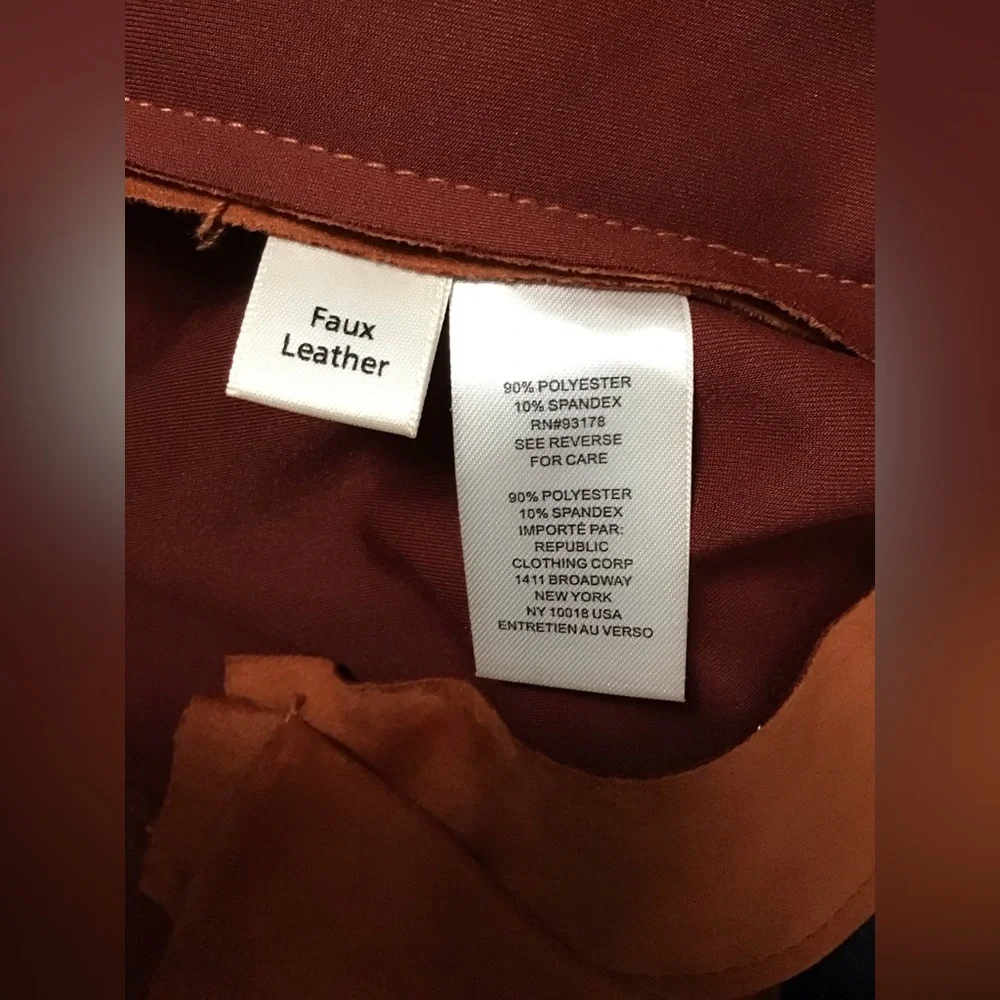 Faux
Leather
90% POLYESTER
10% SPANDEX
RN#93178
SEE REVERSE
FOR CARE
90% POLYESTER
10% SPANDEX
IMPORTÉ PAR:
REPUBLIC
CLOTHING CORP
1411 BROADWAY
NEW YORK
NY 10018 USA
ENTRETIEN AU VERSO